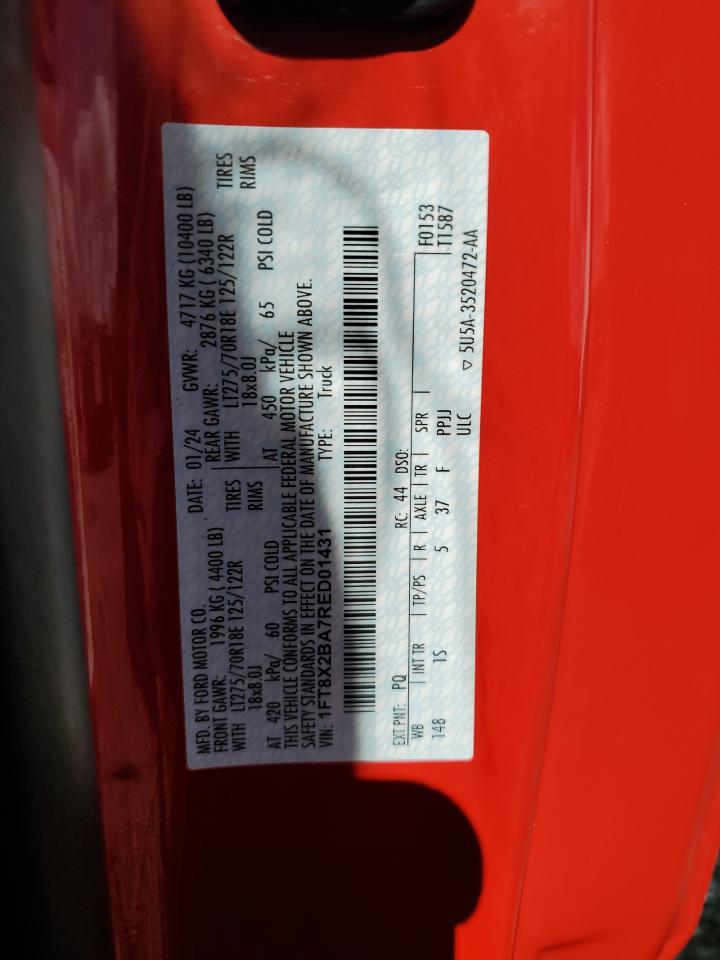 MFD. BY FORD MOTOR CO.
DATE: 01/24 GVWR: 4717 KG (10400 LB)
FRONT GAWR: 1996 KG ( 4400 LB) REAR GAWR: 2876 KG ( 6340 LB)
WITH LT275/70R18E 125/122R TIRES WITH LT275/70R18E 125/122R TIRES
18x8.0J RIMS 18x8.0J RIMS
AT 420 kPa/ 60 PSI COLD AT 450 kPa/ 65 PSI COLD
THIS VEHICLE CONFORMS TO ALL APPLICABLE FEDERAL MOTOR VEHICLE
SAFETY STANDARDS IN EFFECT ON THE DATE OF MANUFACTURE SHOWN ABOVE.
VIN: 1FT8X2BA7RED01431 TYPE: Truck
EXT PNT: PQ RC: 44 DSO: F0153
WB INT TR TP/PS R AXLE TR SPR T1587
148 1S 5 37 F PPJJ
ULC
▽ 5U5A-3520472-AA